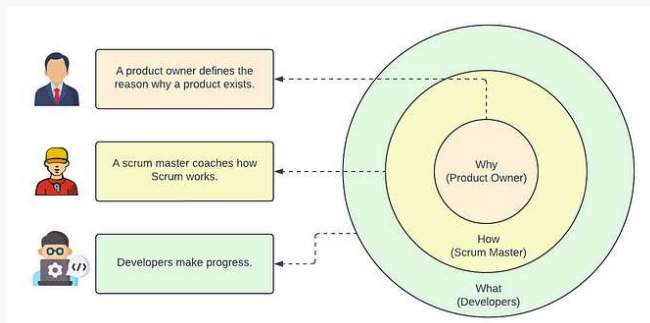 A product owner defines the
reason why a product exists.
A scrum master coaches how
Scrum works.
Developers make progress.
Why
(Product Owner)
How
(Scrum Master)
What
(Developers)